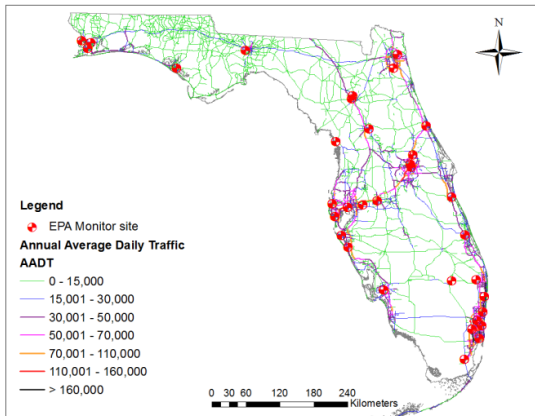 N
Legend
EPA Monitor site
Annual Average Daily Traffic
AADT
0 - 15,000
15,001 - 30,000
30,001 - 50,000
50,001 - 70,000
70,001 - 110,000
110,001 - 160,000
> 160,000
0 30 60 120 180 240
Kilometers